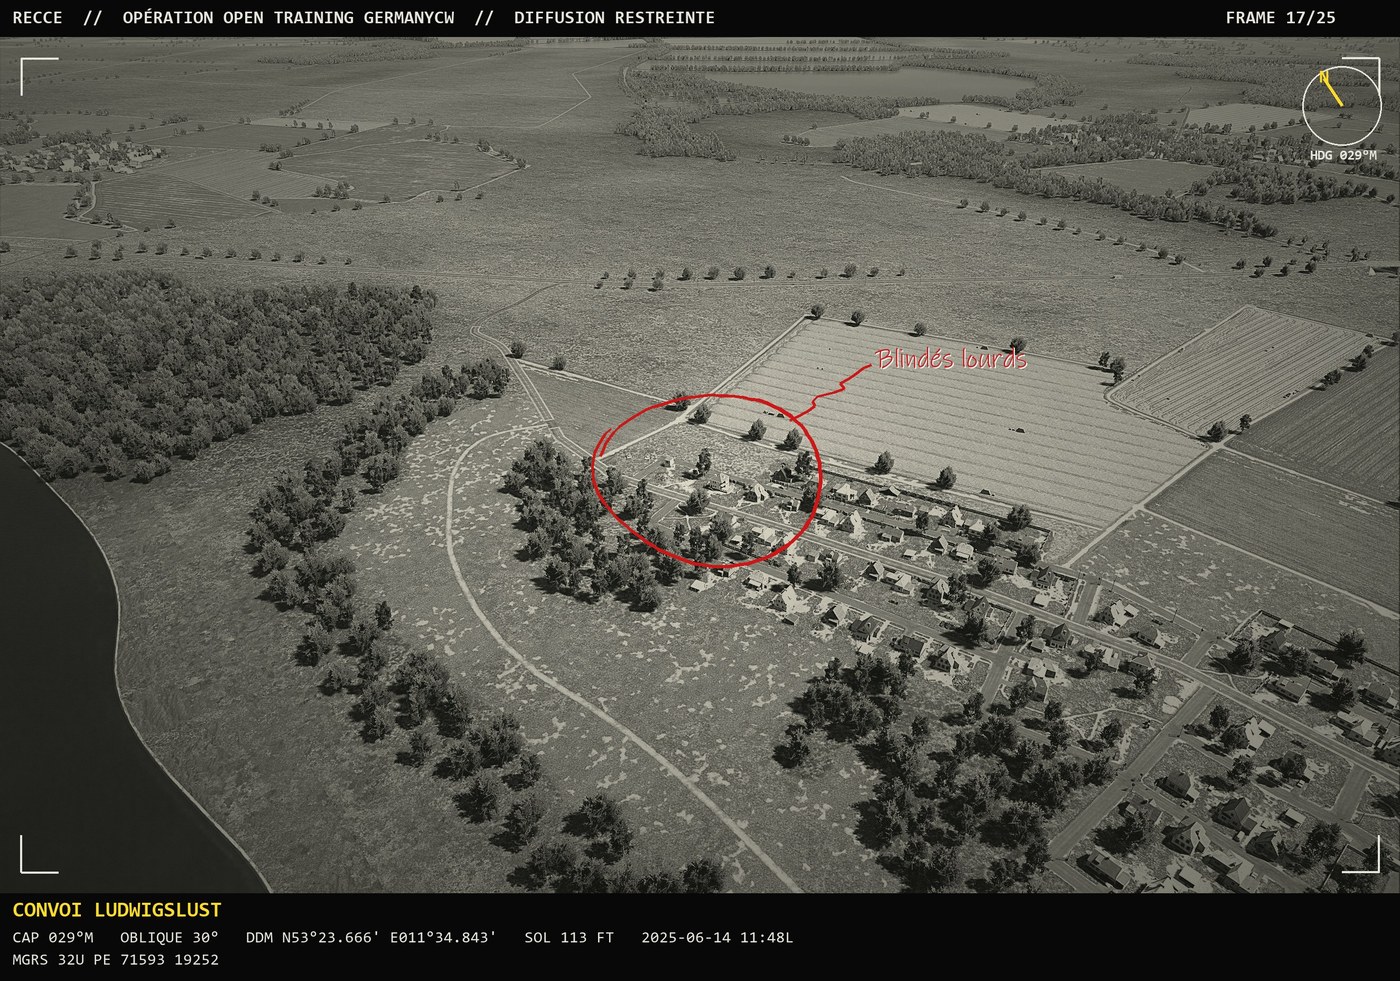 RECCE // OPÉRATION OPEN TRAINING GERMANYCW // DIFFUSION RESTREINTE
FRAME 17/25
N
HDG 029°M
Blindés lourds
CONVOI LUDWIGSLUST
CAP 029°M OBLIQUE 30° DDM N53°23.666' E011°34.843' SOL 113 FT 2025-06-14 11:48L
MGRS 32U PE 71593 19252